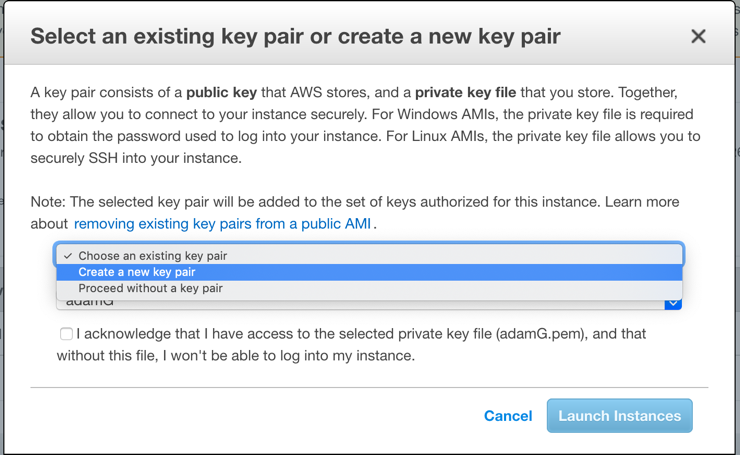 Select an existing key pair or create a new key pair
A key pair consists of a public key that AWS stores, and a private key file that you store. Together,
they allow you to connect to your instance securely. For Windows AMIs, the private key file is required
to obtain the password used to log into your instance. For Linux AMIs, the private key file allows you to
securely SSH into your instance.
Note: The selected key pair will be added to the set of keys authorized for this instance. Learn more
about removing existing key pairs from a public AMI .
✓ Choose an existing key pair
Create a new key pair
Proceed without a key pair
adamG
I acknowledge that I have access to the selected private key file (adamG.pem), and that
without this file, I won't be able to log into my instance.
Cancel Launch Instances